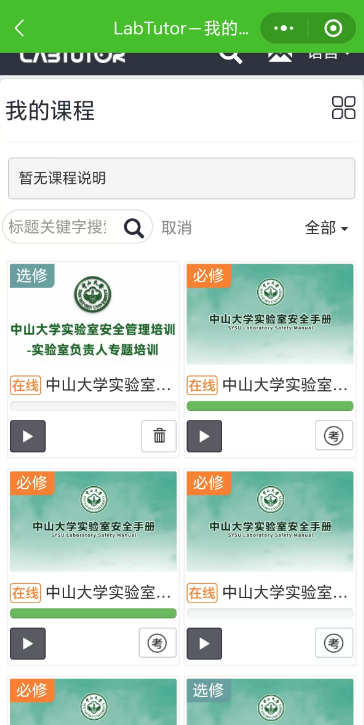 LabTutor－我的...
LABTUTOR
语言
我的课程
暂无课程说明
标题关键字搜索
取消
全部
选修
中山大学实验室安全管理培训
-实验室负责人专题培训
在线 中山大学实验室...
必修
中山大学实验室安全手册
SYSU Laboratory Safety Manual
在线 中山大学实验室...
考
必修
中山大学实验室安全手册
SYSU Laboratory Safety Manual
在线 中山大学实验室...
考
必修
中山大学实验室安全手册
SYSU Laboratory Safety Manual
在线 中山大学实验室...
考
必修
选修